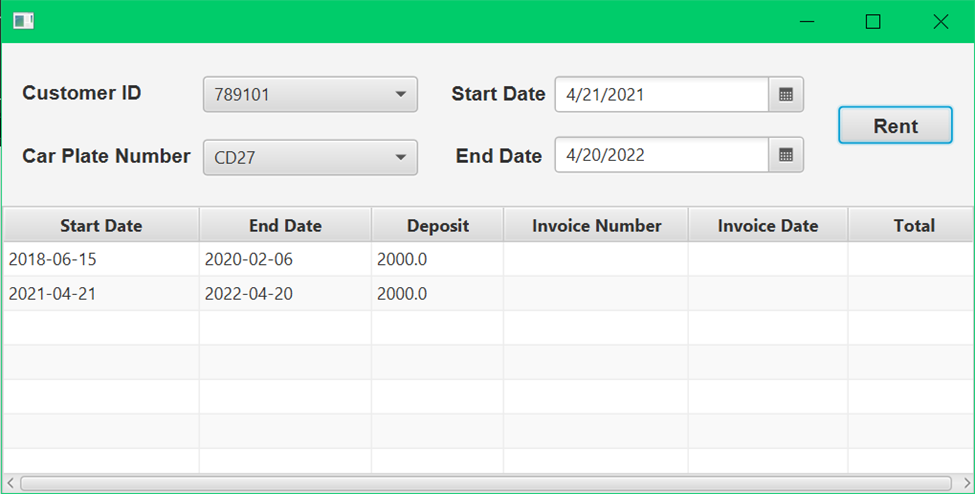 Customer ID 789101 Start Date 4/21/2021
Rent
Car Plate Number CD27 End Date 4/20/2022
Start Date End Date Deposit Invoice Number Invoice Date Total
2018-06-15 2020-02-06 2000.0
2021-04-21 2022-04-20 2000.0